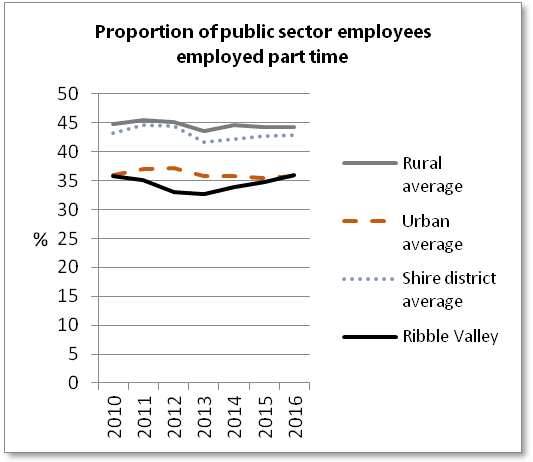 Proportion of public sector employees
employed part time
50
45
40
35
30
25
20
15
10
5
0
%
2010
2011
2012
2013
2014
2015
2016
Rural
average
Urban
average
Shire district
average
Ribble Valley